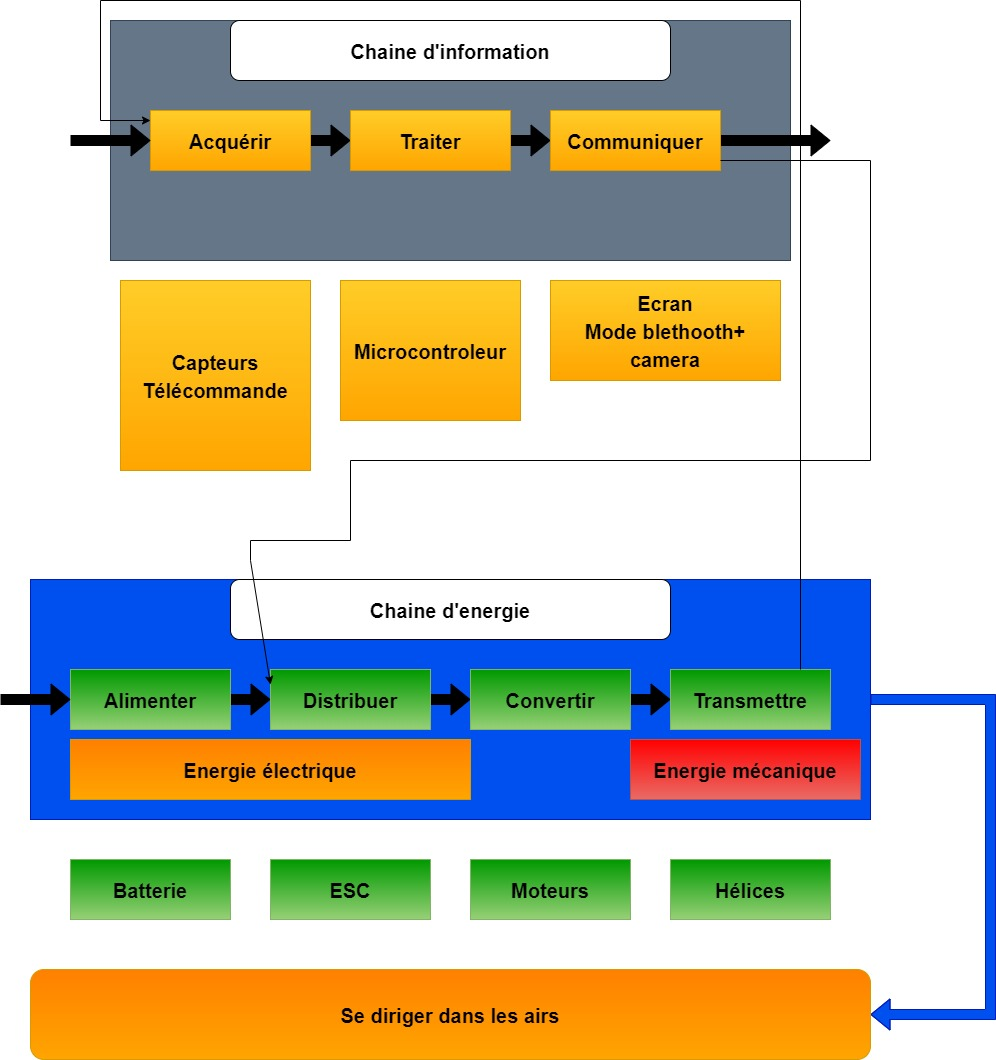 Chaine d'information
Acquérir
Traiter
Communiquer
Capteurs
Télécommande
Microcontroleur
Ecran
Mode blethooth+
camera
Chaine d'energie
Alimenter
Distribuer
Convertir
Transmettre
Energie électrique
Energie mécanique
Batterie
ESC
Moteurs
Hélices
Se diriger dans les airs